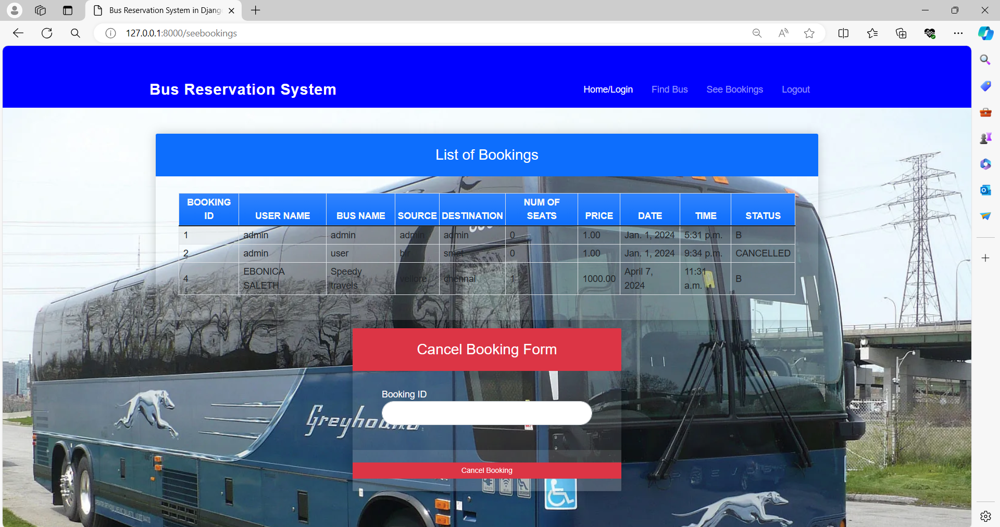 Bus Reservation System in Djang
127.0.0.1:8000/seebookings
Bus Reservation System
Home/Login Find Bus See Bookings Logout
List of Bookings
BOOKING ID USER NAME BUS NAME SOURCE DESTINATION NUM OF SEATS PRICE DATE TIME STATUS
1 admin admin admin admin 0 1.00 Jan. 1, 2024 5:31 p.m. B
2 admin user blr smet 0 1.00 Jan. 1, 2024 9:34 p.m. CANCELLED
4 EBONICA SALETH Speedy travels vellore chennai 1 1000.00 April 7, 2024 11:31 a.m. B
Cancel Booking Form
Booking ID
Greyhound
Cancel Booking